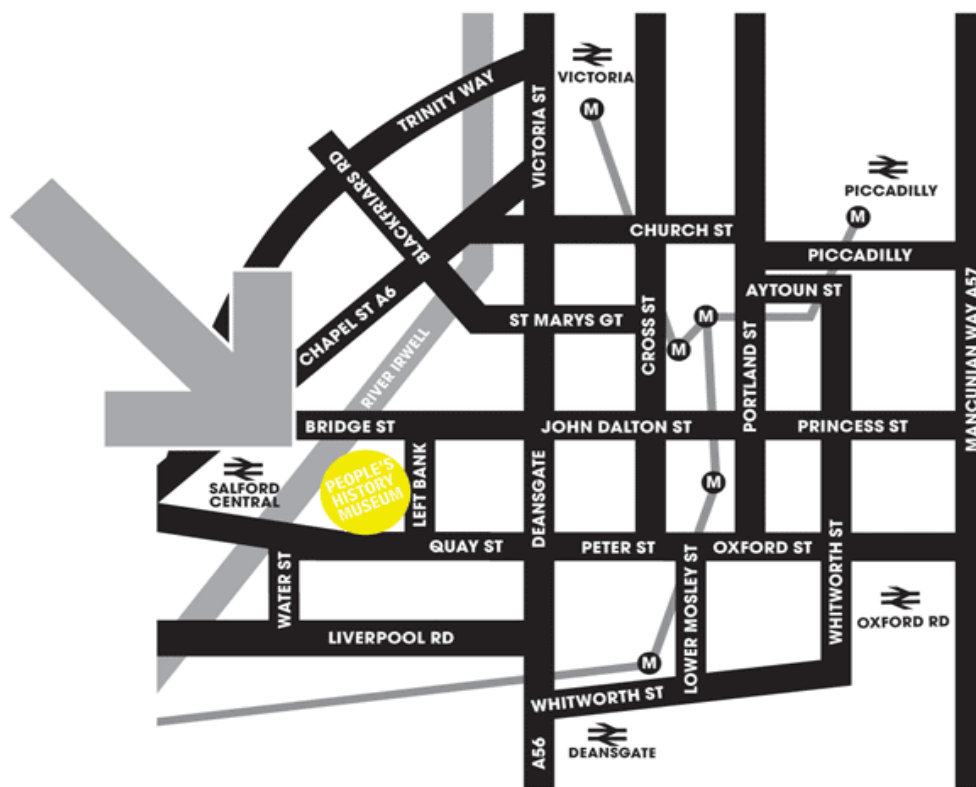 TRINITY WAY
VICTORIA
M
VICTORIA ST
BLACKFRIARS RD
PICCADILLY
M
CHURCH ST
PICCADILLY
AYTOUN ST
CHAPEL ST A6
ST MARYS GT
M
M
CROSS ST
PORTLAND ST
MANCUNIAN WAY A57
RIVER IRWELL
BRIDGE ST
JOHN DALTON ST
PRINCESS ST
SALFORD
CENTRAL
PEOPLE'S
HISTORY
MUSEUM
LEFT BANK
DEANSGATE
M
QUAY ST
PETER ST
OXFORD ST
WATER ST
LOWER MOSLEY ST
WHITWORTH ST
OXFORD RD
LIVERPOOL RD
M
WHITWORTH ST
A56
DEANSGATE